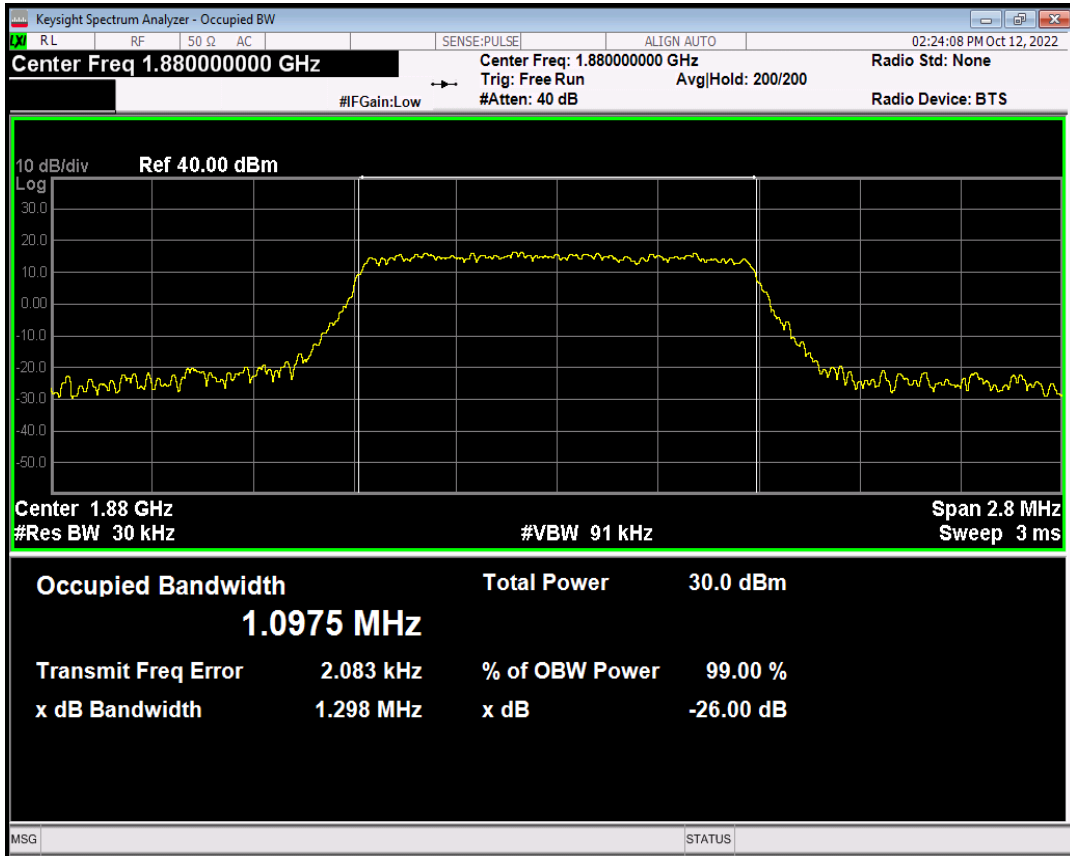 Keysight Spectrum Analyzer - Occupied BW
LXI RL RF 50 Ω AC SENSE:PULSE ALIGN AUTO 02:24:08 PM Oct 12, 2022
Center Freq 1.880000000 GHz Center Freq: 1.880000000 GHz Radio Std: None
Trig: Free Run Avg|Hold: 200/200
#IFGain:Low #Atten: 40 dB Radio Device: BTS
10 dB/div Ref 40.00 dBm
Log
30.0
20.0
10.0
0.00
-10.0
-20.0
-30.0
-40.0
-50.0
Center 1.88 GHz Span 2.8 MHz
#Res BW 30 kHz #VBW 91 kHz Sweep 3 ms
Occupied Bandwidth Total Power 30.0 dBm
1.0975 MHz
Transmit Freq Error 2.083 kHz % of OBW Power 99.00 %
x dB Bandwidth 1.298 MHz x dB -26.00 dB
MSG STATUS